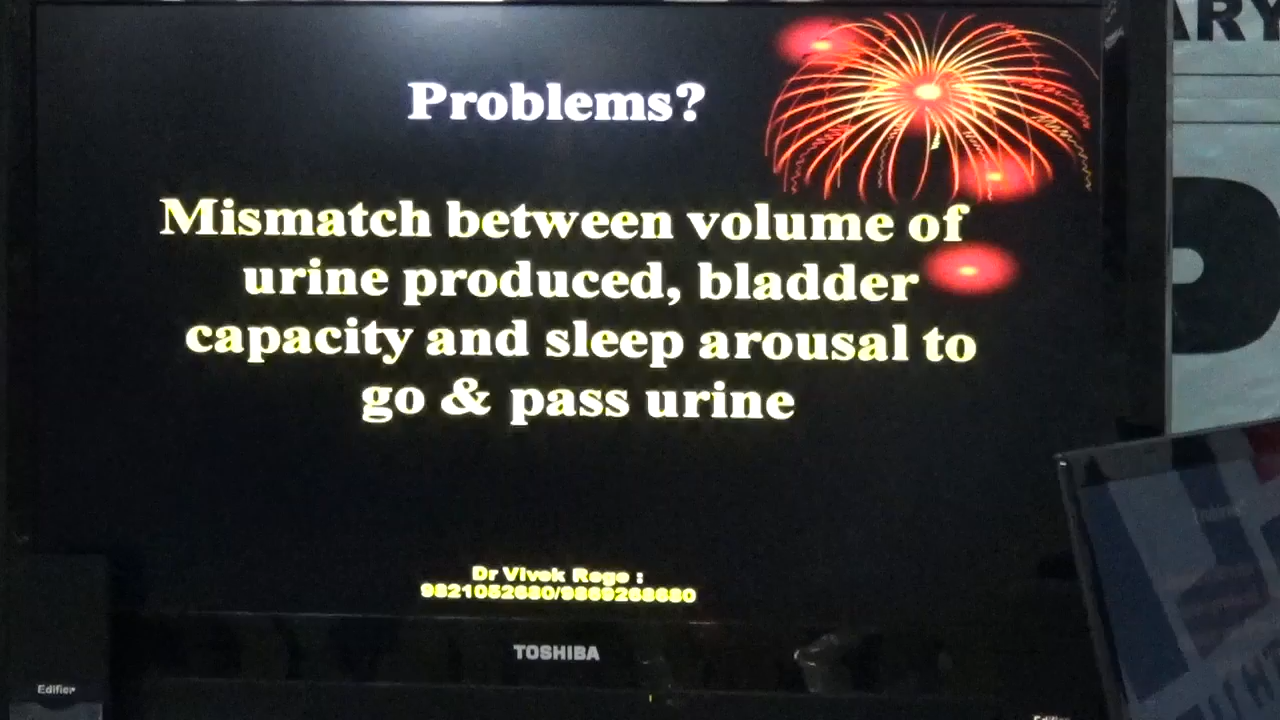 ARY
Problems?
Mismatch between volume of
urine produced, bladder
capacity and sleep arousal to
go & pass urine
Dr Vivek Rege :
9821052680/9869268680
TOSHIBA
Edifier